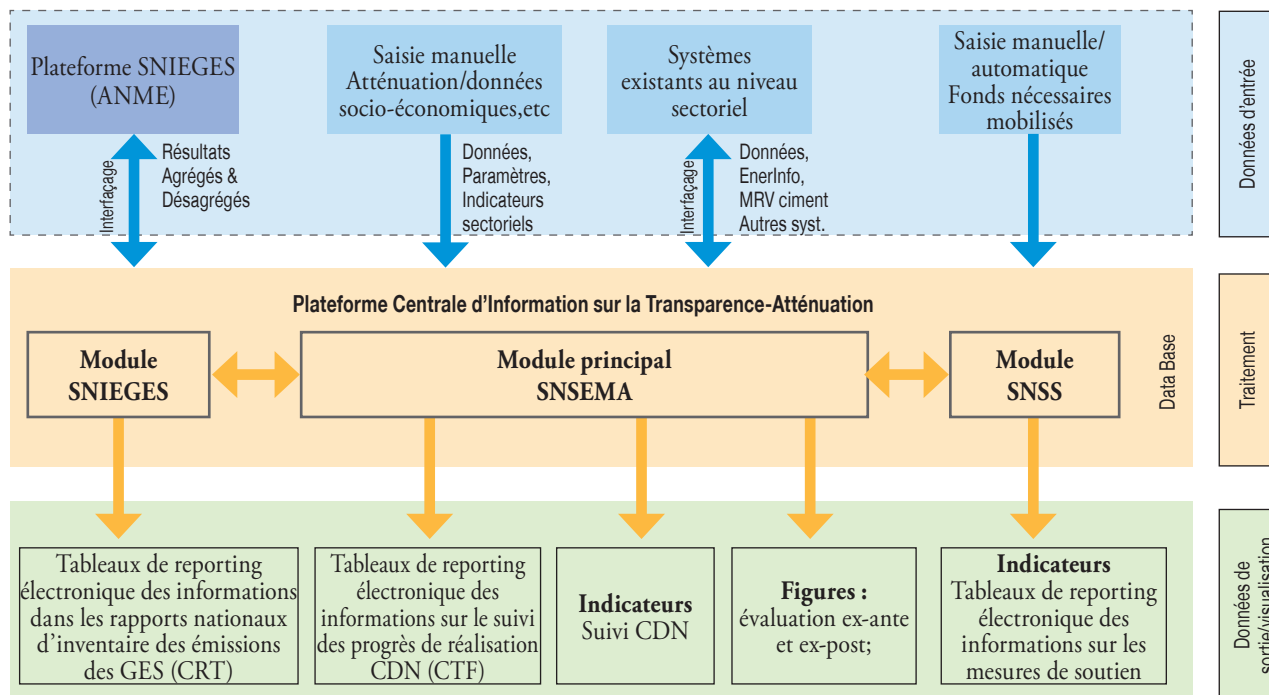 Plateforme SNIEGES
(ANME)
Saisie manuelle
Atténuation/données
socio-économiques,etc
Systèmes
existants au niveau
sectoriel
Saisie manuelle/
automatique
Fonds nécessaires
mobilisés
Interfaçage
Résultats
Agrégés &
Désagrégés
Données,
Paramètres,
Indicateurs
sectoriels
Interfaçage
Données,
EnerInfo,
MRV ciment
Autres syst.
Données d'entrée
Plateforme Centrale d'Information sur la Transparence-Atténuation
Module
SNIEGES
Module principal
SNSEMA
Module
SNSS
Data Base
Traitement
Tableaux de reporting
électronique des informations
dans les rapports nationaux
d'inventaire des émissions
des GES (CRT)
Tableaux de reporting
électronique des
informations sur le suivi
des progrès de réalisation
CDN (CTF)
Indicateurs
Suivi CDN
Figures :
évaluation ex-ante
et ex-post;
Indicateurs
Tableaux de reporting
électronique des
informations sur les
mesures de soutien
Données de
sortie/visualisation